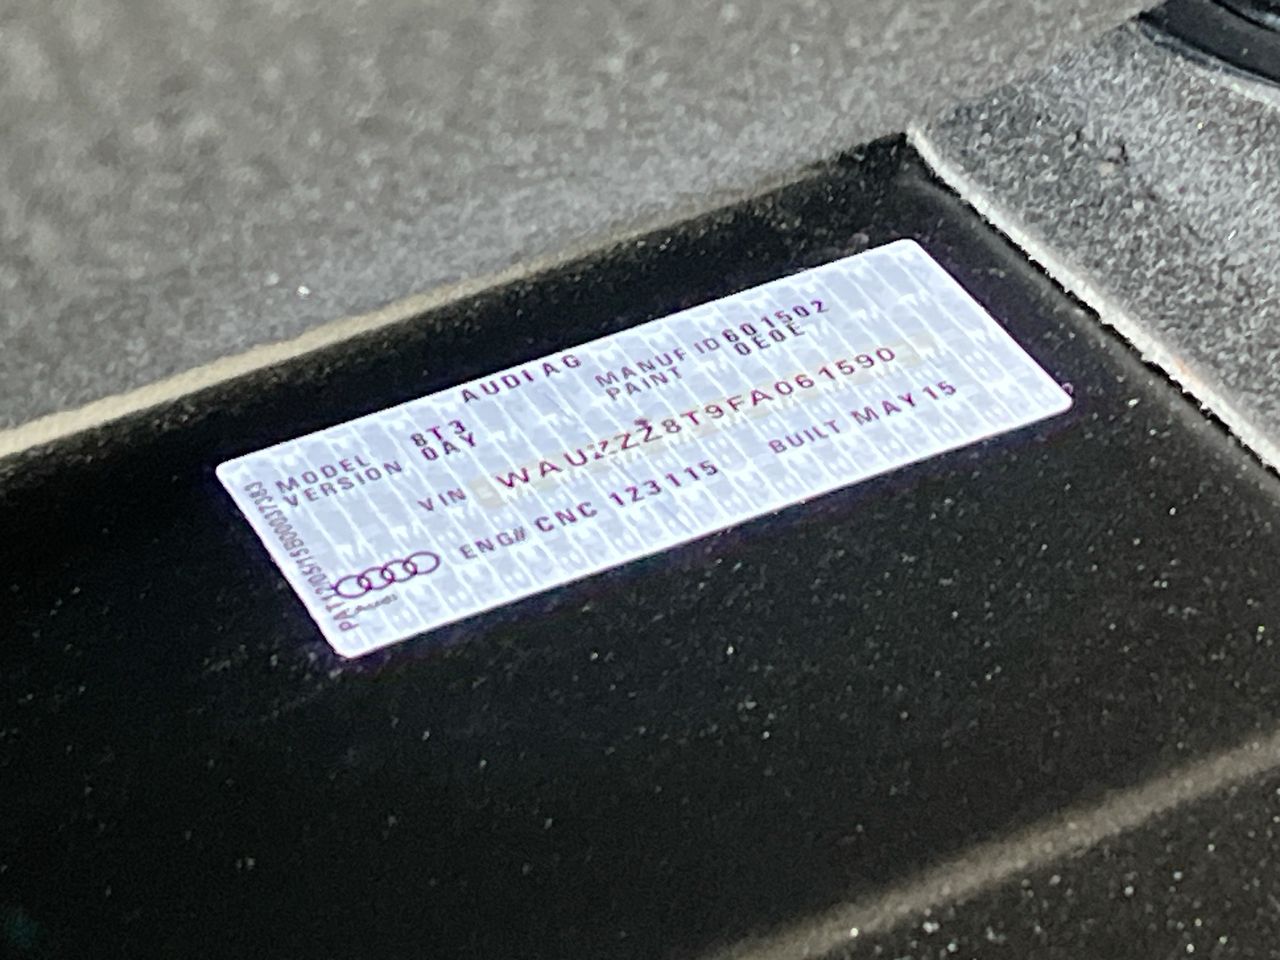 AUDI AG
MODEL 8T3 MANUF ID 601502
VERSION 0AY PAINT 0E0E
VIN WAUZZZ8T9FA061590
ENG# CNC 123115 BUILT MAY 15
Audi